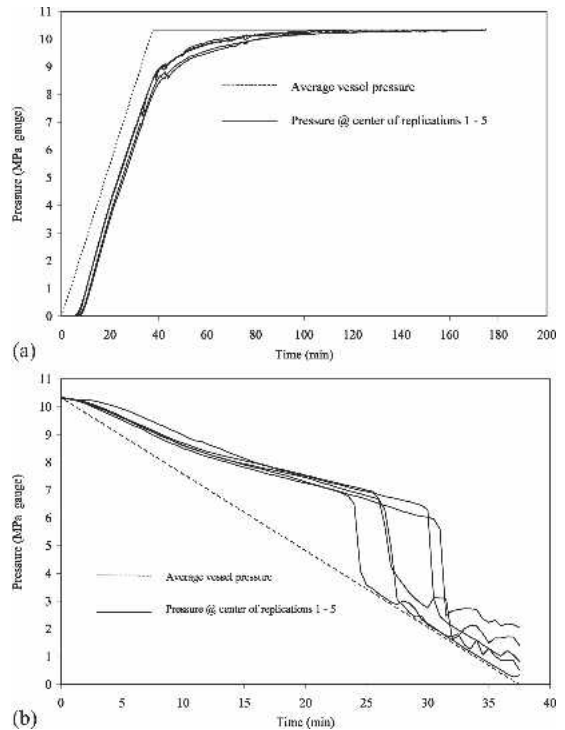 11
10
9
8
7
6
5
4
3
2
1
0
Pressure (MPa gauge)
Average vessel pressure
Pressure @ center of replications 1 - 5
0 20 40 60 80 100 120 140 160 180 200
(a)
Time (min)
11
10
9
8
7
6
5
4
3
2
1
0
Pressure (MPa gauge)
Average vessel pressure
Pressure @ center of replications 1 - 5
0 5 10 15 20 25 30 35 40
(b)
Time (min)